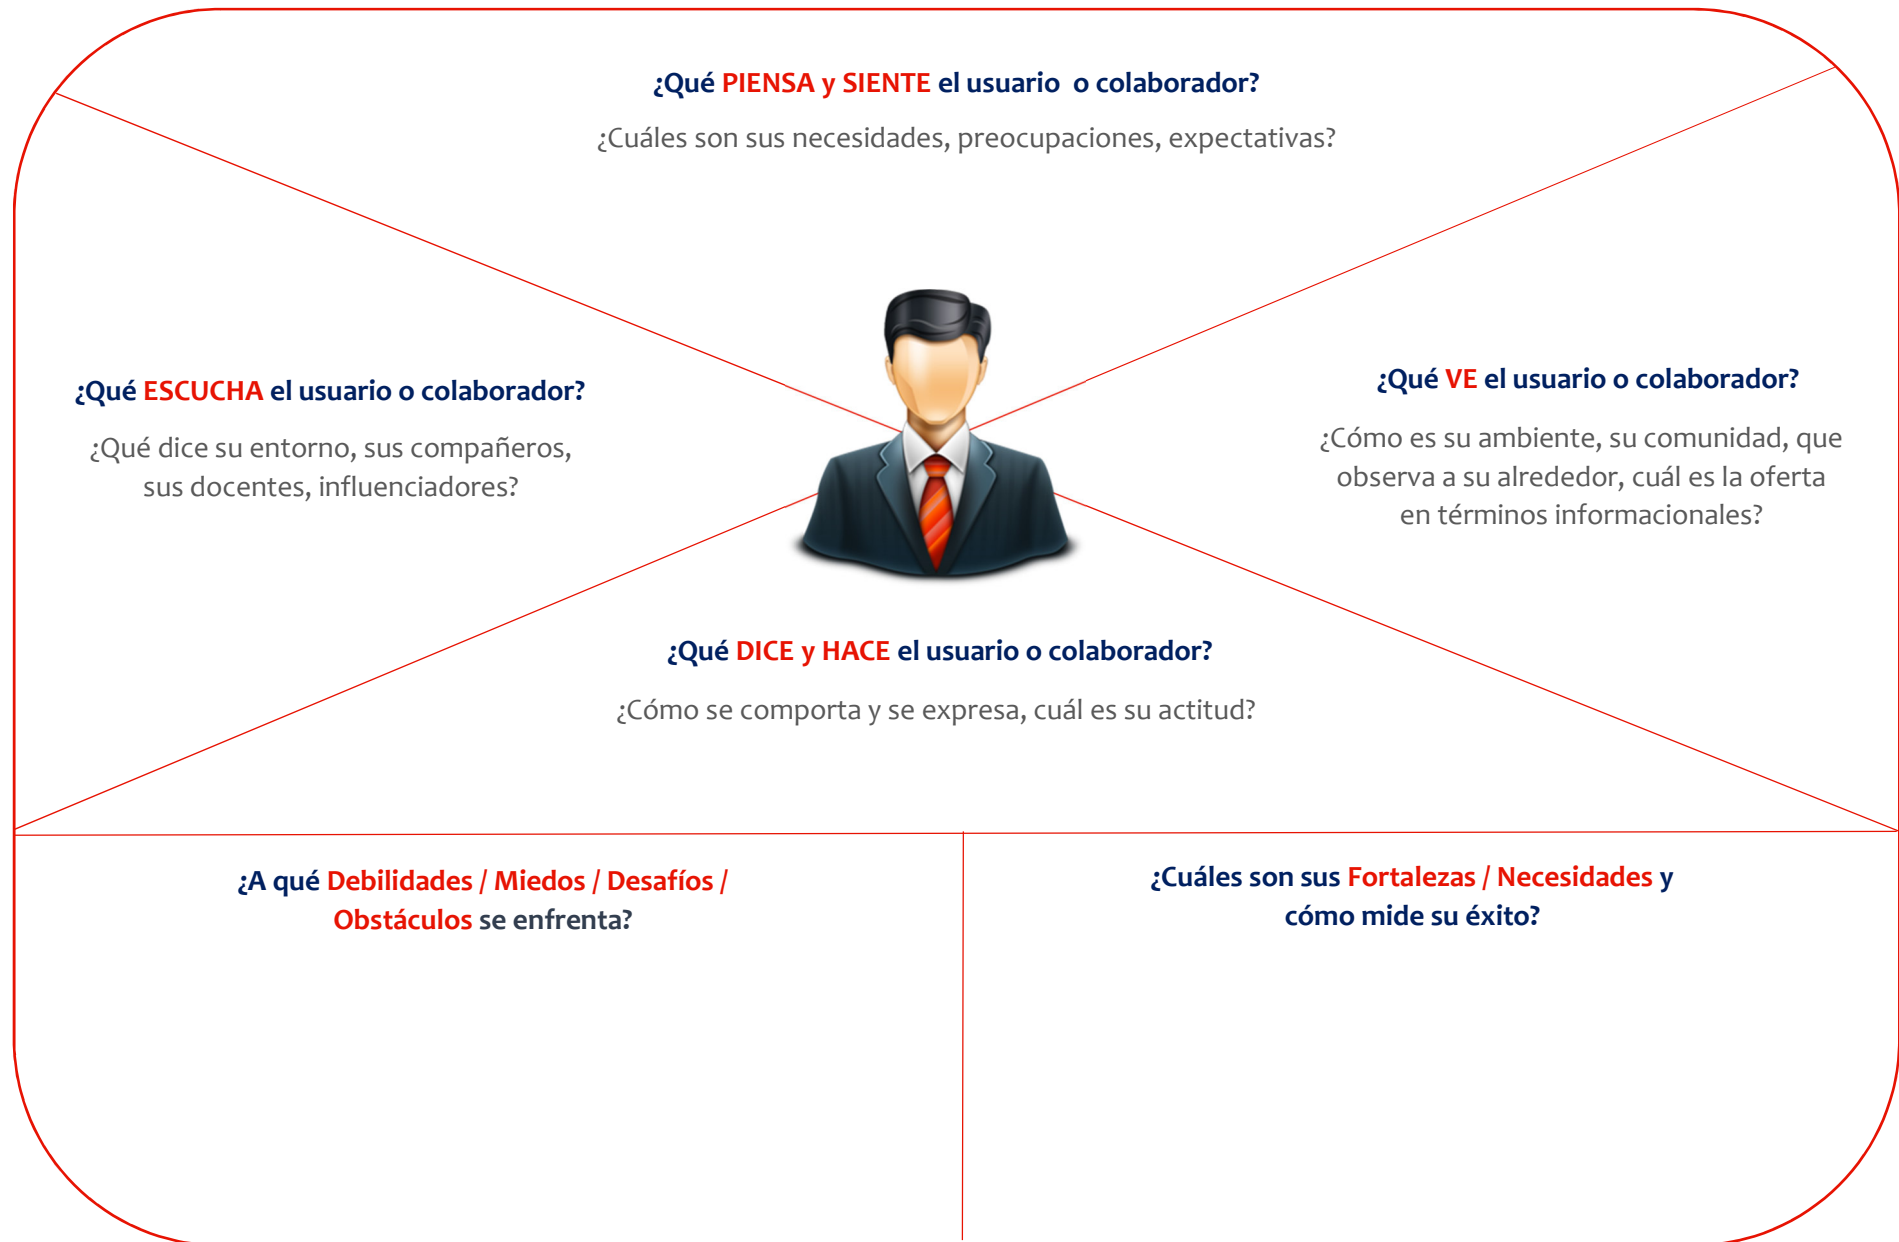 ¿Qué PIENSA y SIENTE el usuario  o colaborador?
¿Cuáles son sus necesidades, preocupaciones, expectativas?
¿Qué ESCUCHA el usuario o colaborador?
¿Qué dice su entorno, sus compañeros,
sus docentes, influenciadores?
¿Qué VE el usuario o colaborador?
¿Cómo es su ambiente, su comunidad, que
observa a su alrededor, cuál es la oferta
en términos informacionales?
¿Qué DICE y HACE el usuario o colaborador?
¿Cómo se comporta y se expresa, cuál es su actitud?
¿A qué Debilidades / Miedos / Desafíos /
Obstáculos se enfrenta?
¿Cuáles son sus Fortalezas / Necesidades y
cómo mide su éxito?